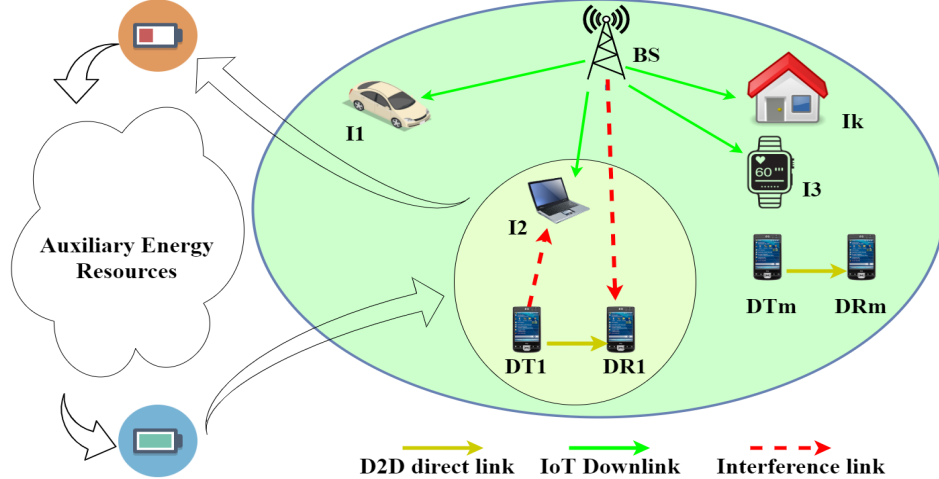 BS
I1
Ik
60
I3
I2
Auxiliary Energy
Resources
DTm
DRm
DT1
DR1
D2D direct link
IoT Downlink
Interference link